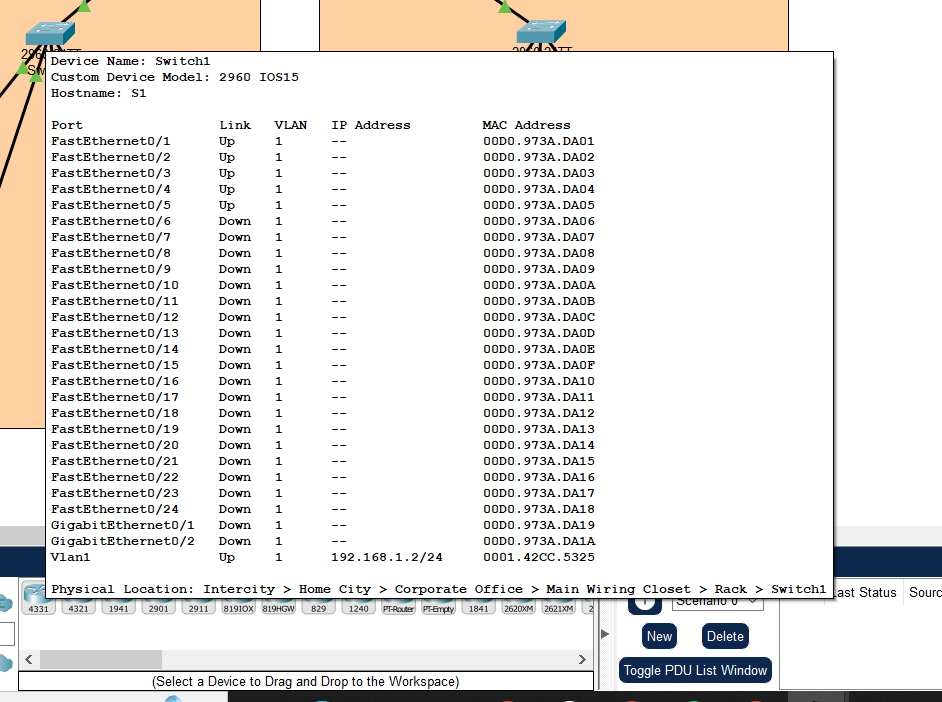 Device Name: Switch1
Custom Device Model: 2960 IOS15
Hostname: S1
Port Link VLAN IP Address MAC Address
FastEthernet0/1 Up 1 -- 00D0.973A.DA01
FastEthernet0/2 Up 1 -- 00D0.973A.DA02
FastEthernet0/3 Up 1 -- 00D0.973A.DA03
FastEthernet0/4 Up 1 -- 00D0.973A.DA04
FastEthernet0/5 Up 1 -- 00D0.973A.DA05
FastEthernet0/6 Down 1 -- 00D0.973A.DA06
FastEthernet0/7 Down 1 -- 00D0.973A.DA07
FastEthernet0/8 Down 1 -- 00D0.973A.DA08
FastEthernet0/9 Down 1 -- 00D0.973A.DA09
FastEthernet0/10 Down 1 -- 00D0.973A.DA0A
FastEthernet0/11 Down 1 -- 00D0.973A.DA0B
FastEthernet0/12 Down 1 -- 00D0.973A.DA0C
FastEthernet0/13 Down 1 -- 00D0.973A.DA0D
FastEthernet0/14 Down 1 -- 00D0.973A.DA0E
FastEthernet0/15 Down 1 -- 00D0.973A.DA0F
FastEthernet0/16 Down 1 -- 00D0.973A.DA10
FastEthernet0/17 Down 1 -- 00D0.973A.DA11
FastEthernet0/18 Down 1 -- 00D0.973A.DA12
FastEthernet0/19 Down 1 -- 00D0.973A.DA13
FastEthernet0/20 Down 1 -- 00D0.973A.DA14
FastEthernet0/21 Down 1 -- 00D0.973A.DA15
FastEthernet0/22 Down 1 -- 00D0.973A.DA16
FastEthernet0/23 Down 1 -- 00D0.973A.DA17
FastEthernet0/24 Down 1 -- 00D0.973A.DA18
GigabitEthernet0/1 Down 1 -- 00D0.973A.DA19
GigabitEthernet0/2 Down 1 -- 00D0.973A.DA1A
Vlan1 Up 1 192.168.1.2/24 0001.42CC.5325
Physical Location: Intercity > Home City > Corporate Office > Main Wiring Closet > Rack > Switch1
4331 4321 1941 2901 2911 819IOX 819HGW 829 1240 PT-Router PT-Empty 1841 2620XM 2621XM 2
Scenario 0
Last Status Sourc
New Delete
Toggle PDU List Window
(Select a Device to Drag and Drop to the Workspace)